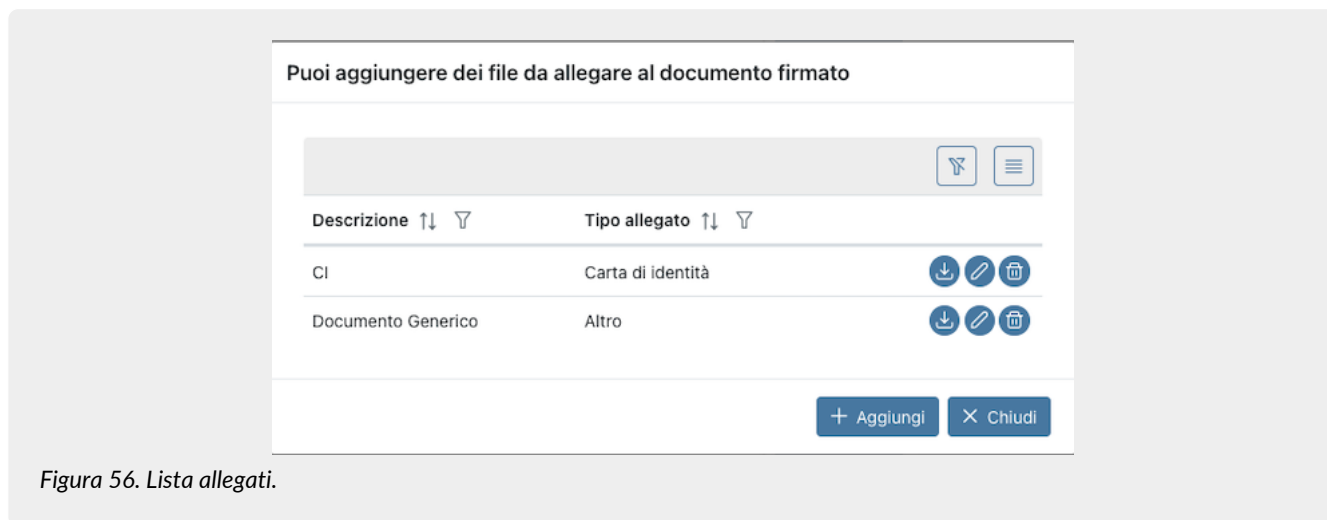 Puoi aggiungere dei file da allegare al documento firmato
Descrizione Tipo allegato
CI Carta di identità
Documento Generico Altro
Aggiungi Chiudi
Figura 56. Lista allegati.